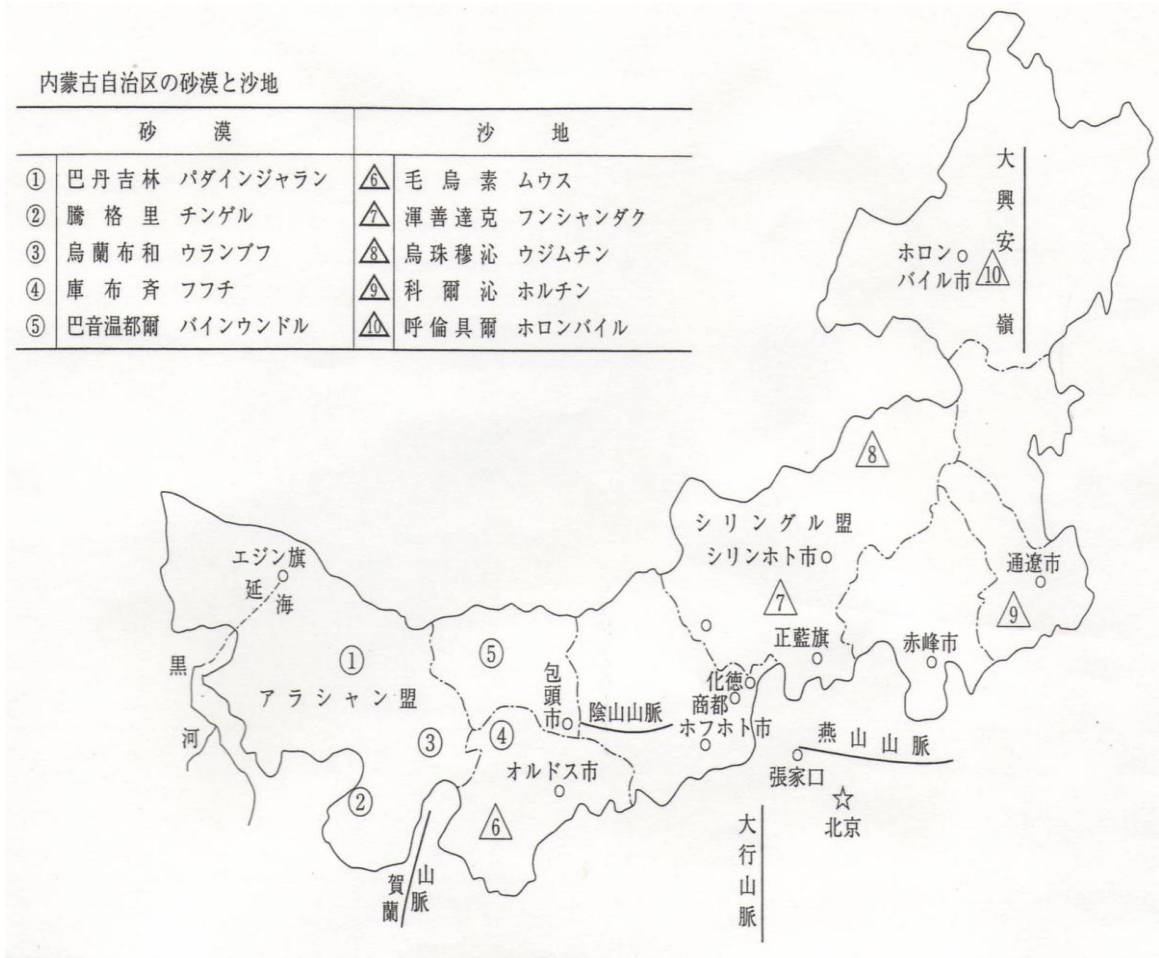 内蒙古自治区の砂漠と沙地
砂漠 沙地
① 巴丹吉林 パダインジャラン 6 毛烏素 ムウス
② 騰格里 チンゲル 7 渾善達克 フンシャンダク
③ 烏蘭布和 ウランブフ 8 烏珠穆沁 ウジムチン
④ 庫布斉 フフチ 9 科爾沁 ホルチン
⑤ 巴音温都爾 バインウンドル 10 呼倫具爾 ホロンバイル
大興安嶺
ホロン
バイル市
10
8
シリングル盟
シリンホト市
エジン旗
延海
通遼市
7
9
正藍旗
赤峰市
①
⑤
黒河
アラシャン盟
包頭市
化徳
商都
陰山山脈
ホフホト市
③
④
燕山山脈
オルドス市
張家口
②
6
北京
大行山脈
賀蘭山脈